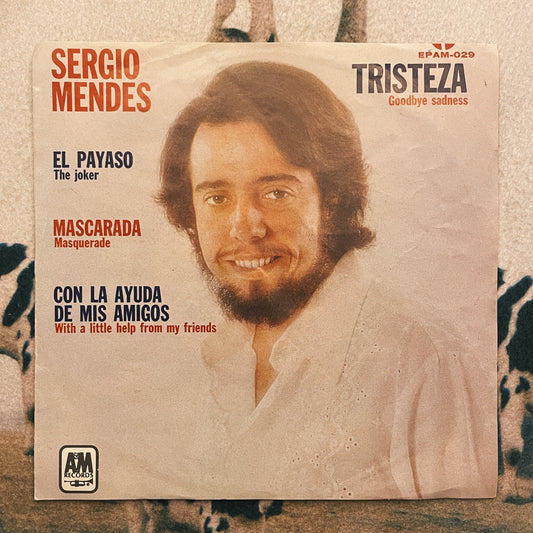 SERGIO
MENDES
EPAM-029
TRISTEZA
Goodbye sadness
EL PAYASO
The joker
MASCARADA
Masquerade
CON LA AYUDA
DE MIS AMIGOS
With a little help from my friends
AM
RECORDS